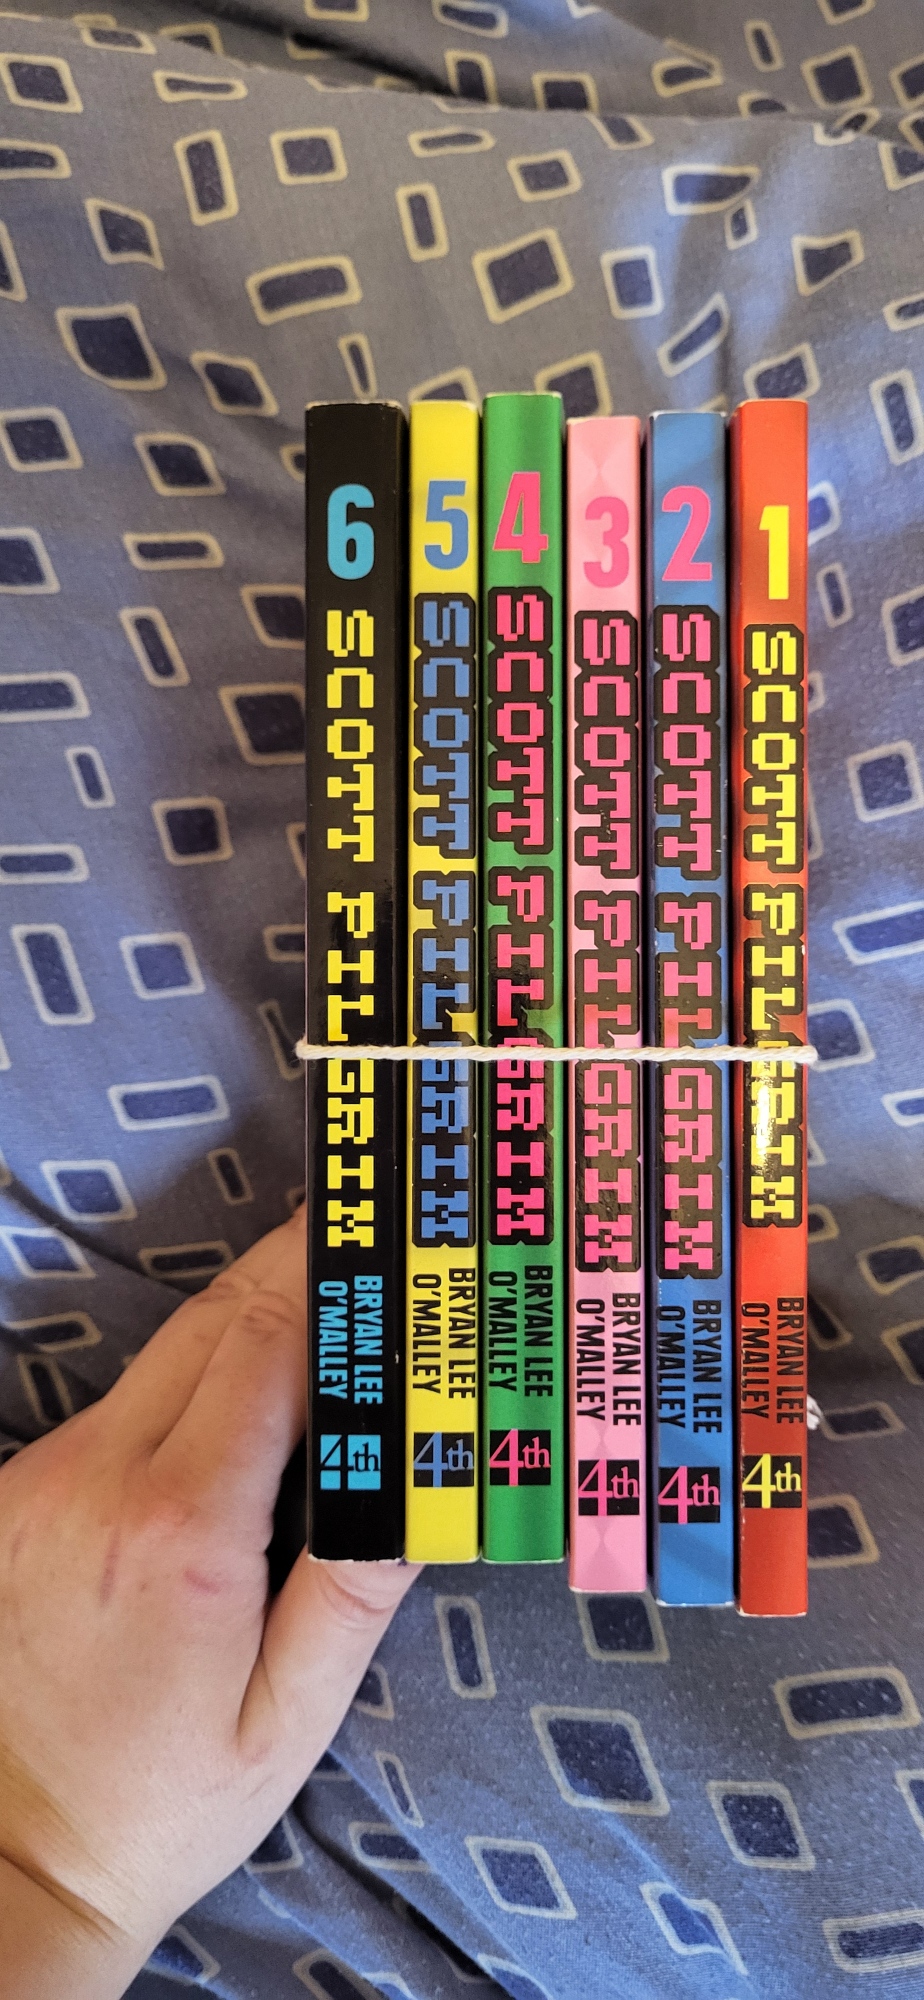 6
SCOTT PILGRIM
BRYAN LEE
O'MALLEY
4th
5
SCOTT PILGRIM
BRYAN LEE
O'MALLEY
4th
4
SCOTT PILGRIM
BRYAN LEE
O'MALLEY
4th
3
SCOTT PILGRIM
BRYAN LEE
O'MALLEY
4th
2
SCOTT PILGRIM
BRYAN LEE
O'MALLEY
4th
1
SCOTT PILGRIM
BRYAN LEE
O'MALLEY
4th